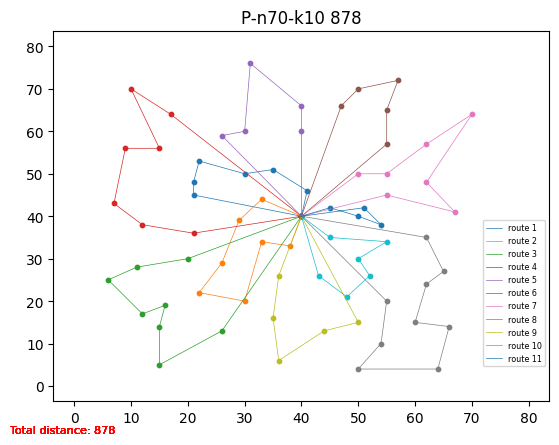 P-n70-k10 878
80
70
60
50
40
30
20
10
0
0 10 20 30 40 50 60 70 80
route 1
route 2
route 3
route 4
route 5
route 6
route 7
route 8
route 9
route 10
route 11
Total distance: 878